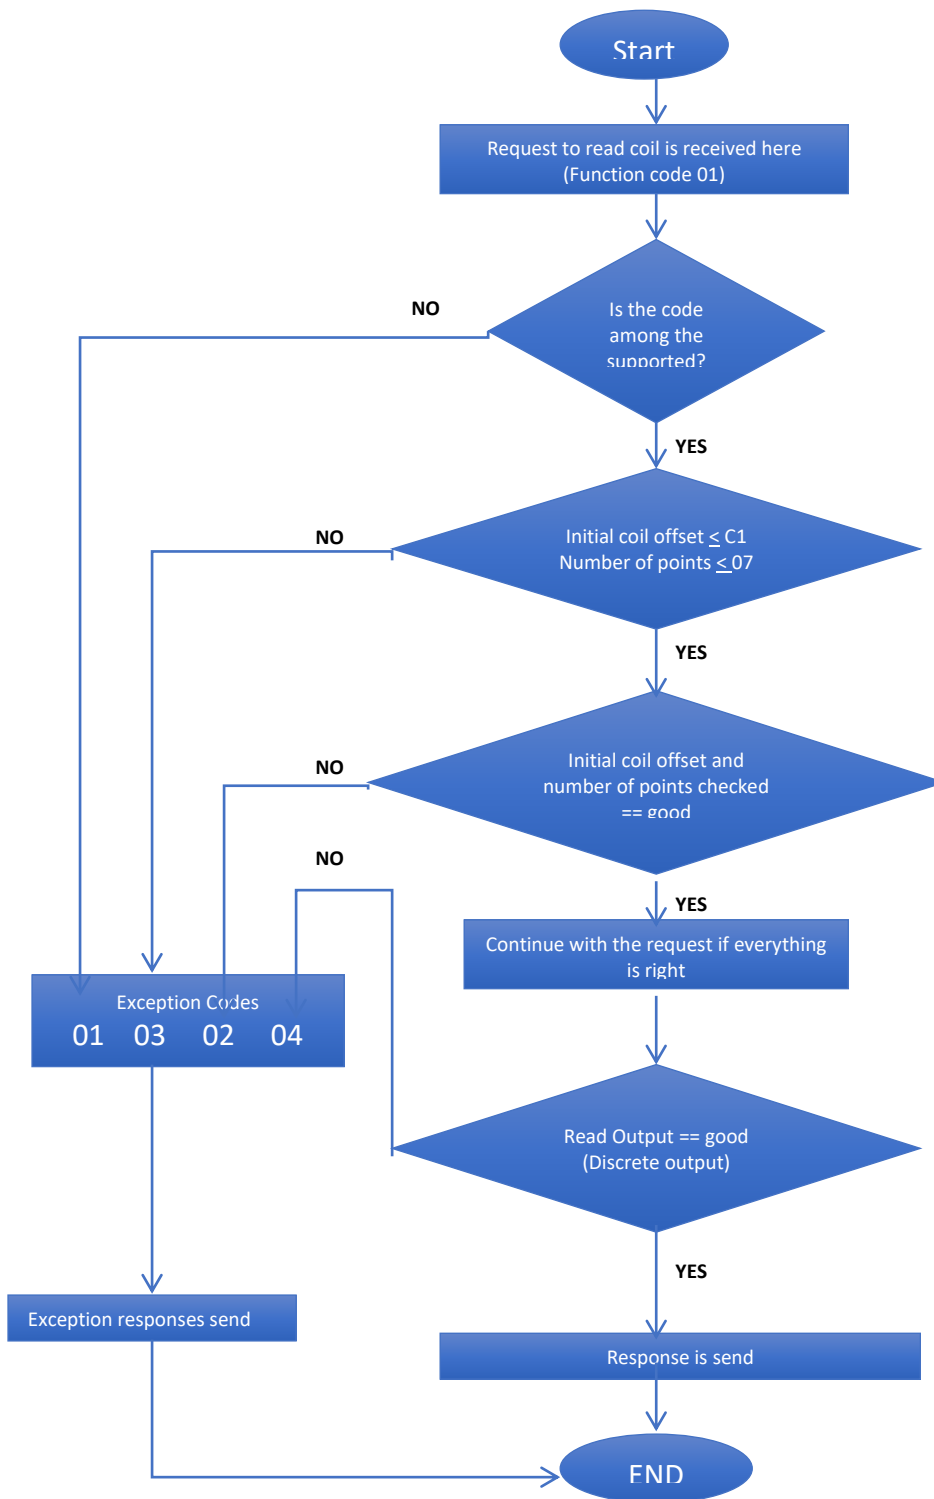 Start
Request to read coil is received here
(Function code 01)
NO
Is the code
among the
supported?
YES
NO
Initial coil offset < C1
Number of points < 07
YES
NO
Initial coil offset and
number of points checked
== good
NO
YES
Continue with the request if everything
is right
Exception Codes
01 03 02 04
Read Output == good
(Discrete output)
YES
Exception responses send
Response is send
END